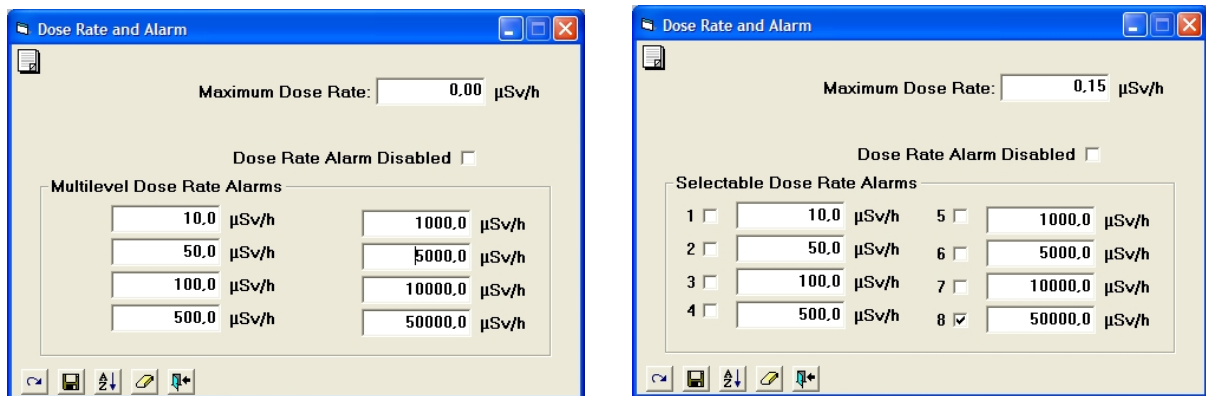 Dose Rate and Alarm
Maximum Dose Rate: 0,00 µSv/h
Dose Rate Alarm Disabled
Multilevel Dose Rate Alarms
10,0 µSv/h 1000,0 µSv/h
50,0 µSv/h 5000,0 µSv/h
100,0 µSv/h 10000,0 µSv/h
500,0 µSv/h 50000,0 µSv/h
Dose Rate and Alarm
Maximum Dose Rate: 0,15 µSv/h
Dose Rate Alarm Disabled
Selectable Dose Rate Alarms
1 10,0 µSv/h 5 1000,0 µSv/h
2 50,0 µSv/h 6 5000,0 µSv/h
3 100,0 µSv/h 7 10000,0 µSv/h
4 500,0 µSv/h 8 50000,0 µSv/h